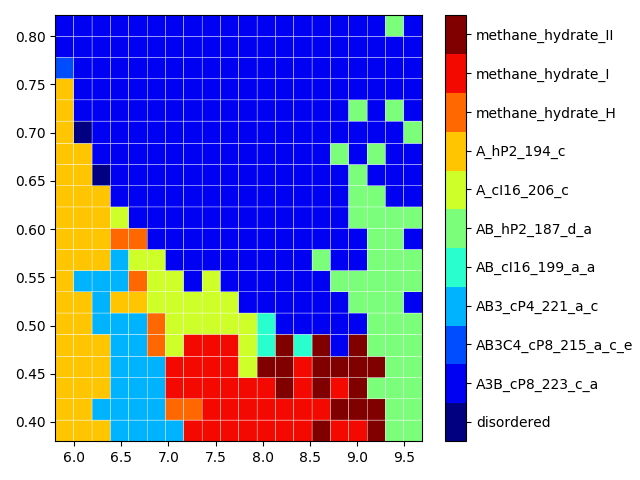 0.80
0.75
0.70
0.65
0.60
0.55
0.50
0.45
0.40
6.0 6.5 7.0 7.5 8.0 8.5 9.0 9.5
methane_hydrate_II
methane_hydrate_I
methane_hydrate_H
A_hP2_194_c
A_cI16_206_c
AB_hP2_187_d_a
AB_cI16_199_a_a
AB3_cP4_221_a_c
AB3C4_cP8_215_a_c_e
A3B_cP8_223_c_a
disordered